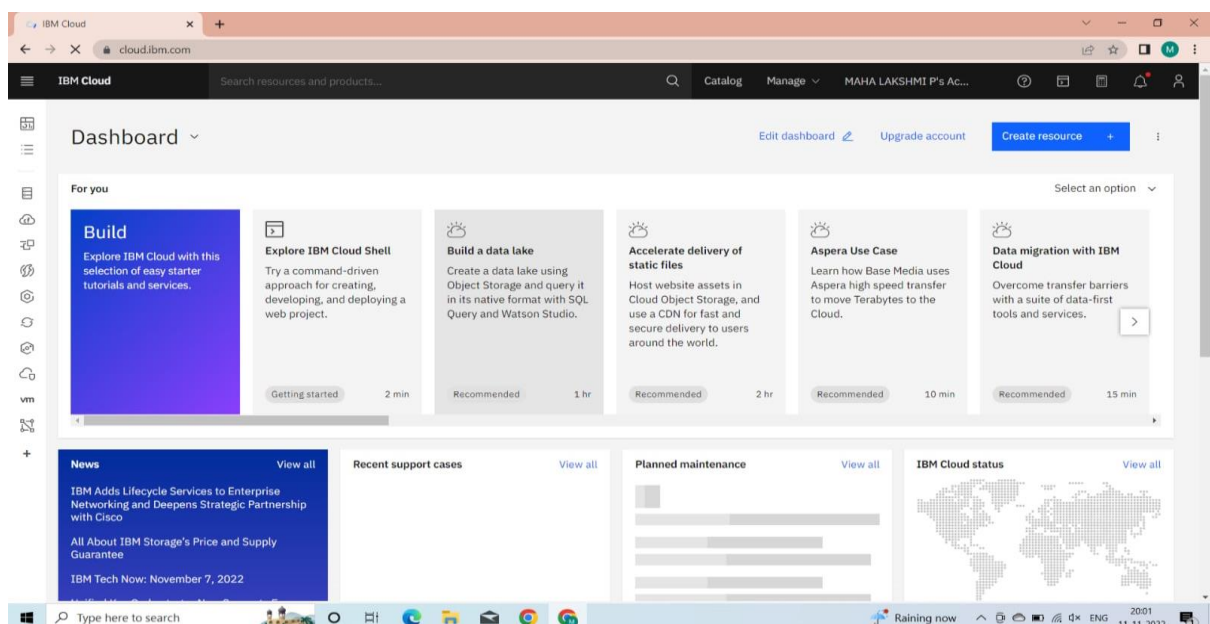 IBM Cloud
cloud.ibm.com
M
IBM Cloud
Search resources and products...
Catalog
Manage
MAHA LAKSHMI P's Ac...
Dashboard
Edit dashboard
Upgrade account
Create resource +
For you
Select an option
Build
Explore IBM Cloud with this
selection of easy starter
tutorials and services.
Explore IBM Cloud Shell
Try a command-driven
approach for creating,
developing, and deploying a
web project.
Getting started
2 min
Build a data lake
Create a data lake using
Object Storage and query it
in its native format with SQL
Query and Watson Studio.
Recommended
1 hr
Accelerate delivery of
static files
Host website assets in
Cloud Object Storage, and
use a CDN for fast and
secure delivery to users
around the world.
Recommended
2 hr
Aspera Use Case
Learn how Base Media uses
Aspera high speed transfer
to move Terabytes to the
Cloud.
Recommended
10 min
Data migration with IBM
Cloud
Overcome transfer barriers
with a suite of data-first
tools and services.
Recommended
15 min
vm
News
View all
IBM Adds Lifecycle Services to Enterprise
Networking and Deepens Strategic Partnership
with Cisco
All About IBM Storage's Price and Supply
Guarantee
IBM Tech Now: November 7, 2022
Recent support cases
View all
Planned maintenance
View all
IBM Cloud status
View all
Type here to search
Raining now
ENG
20:01
11-11-2022